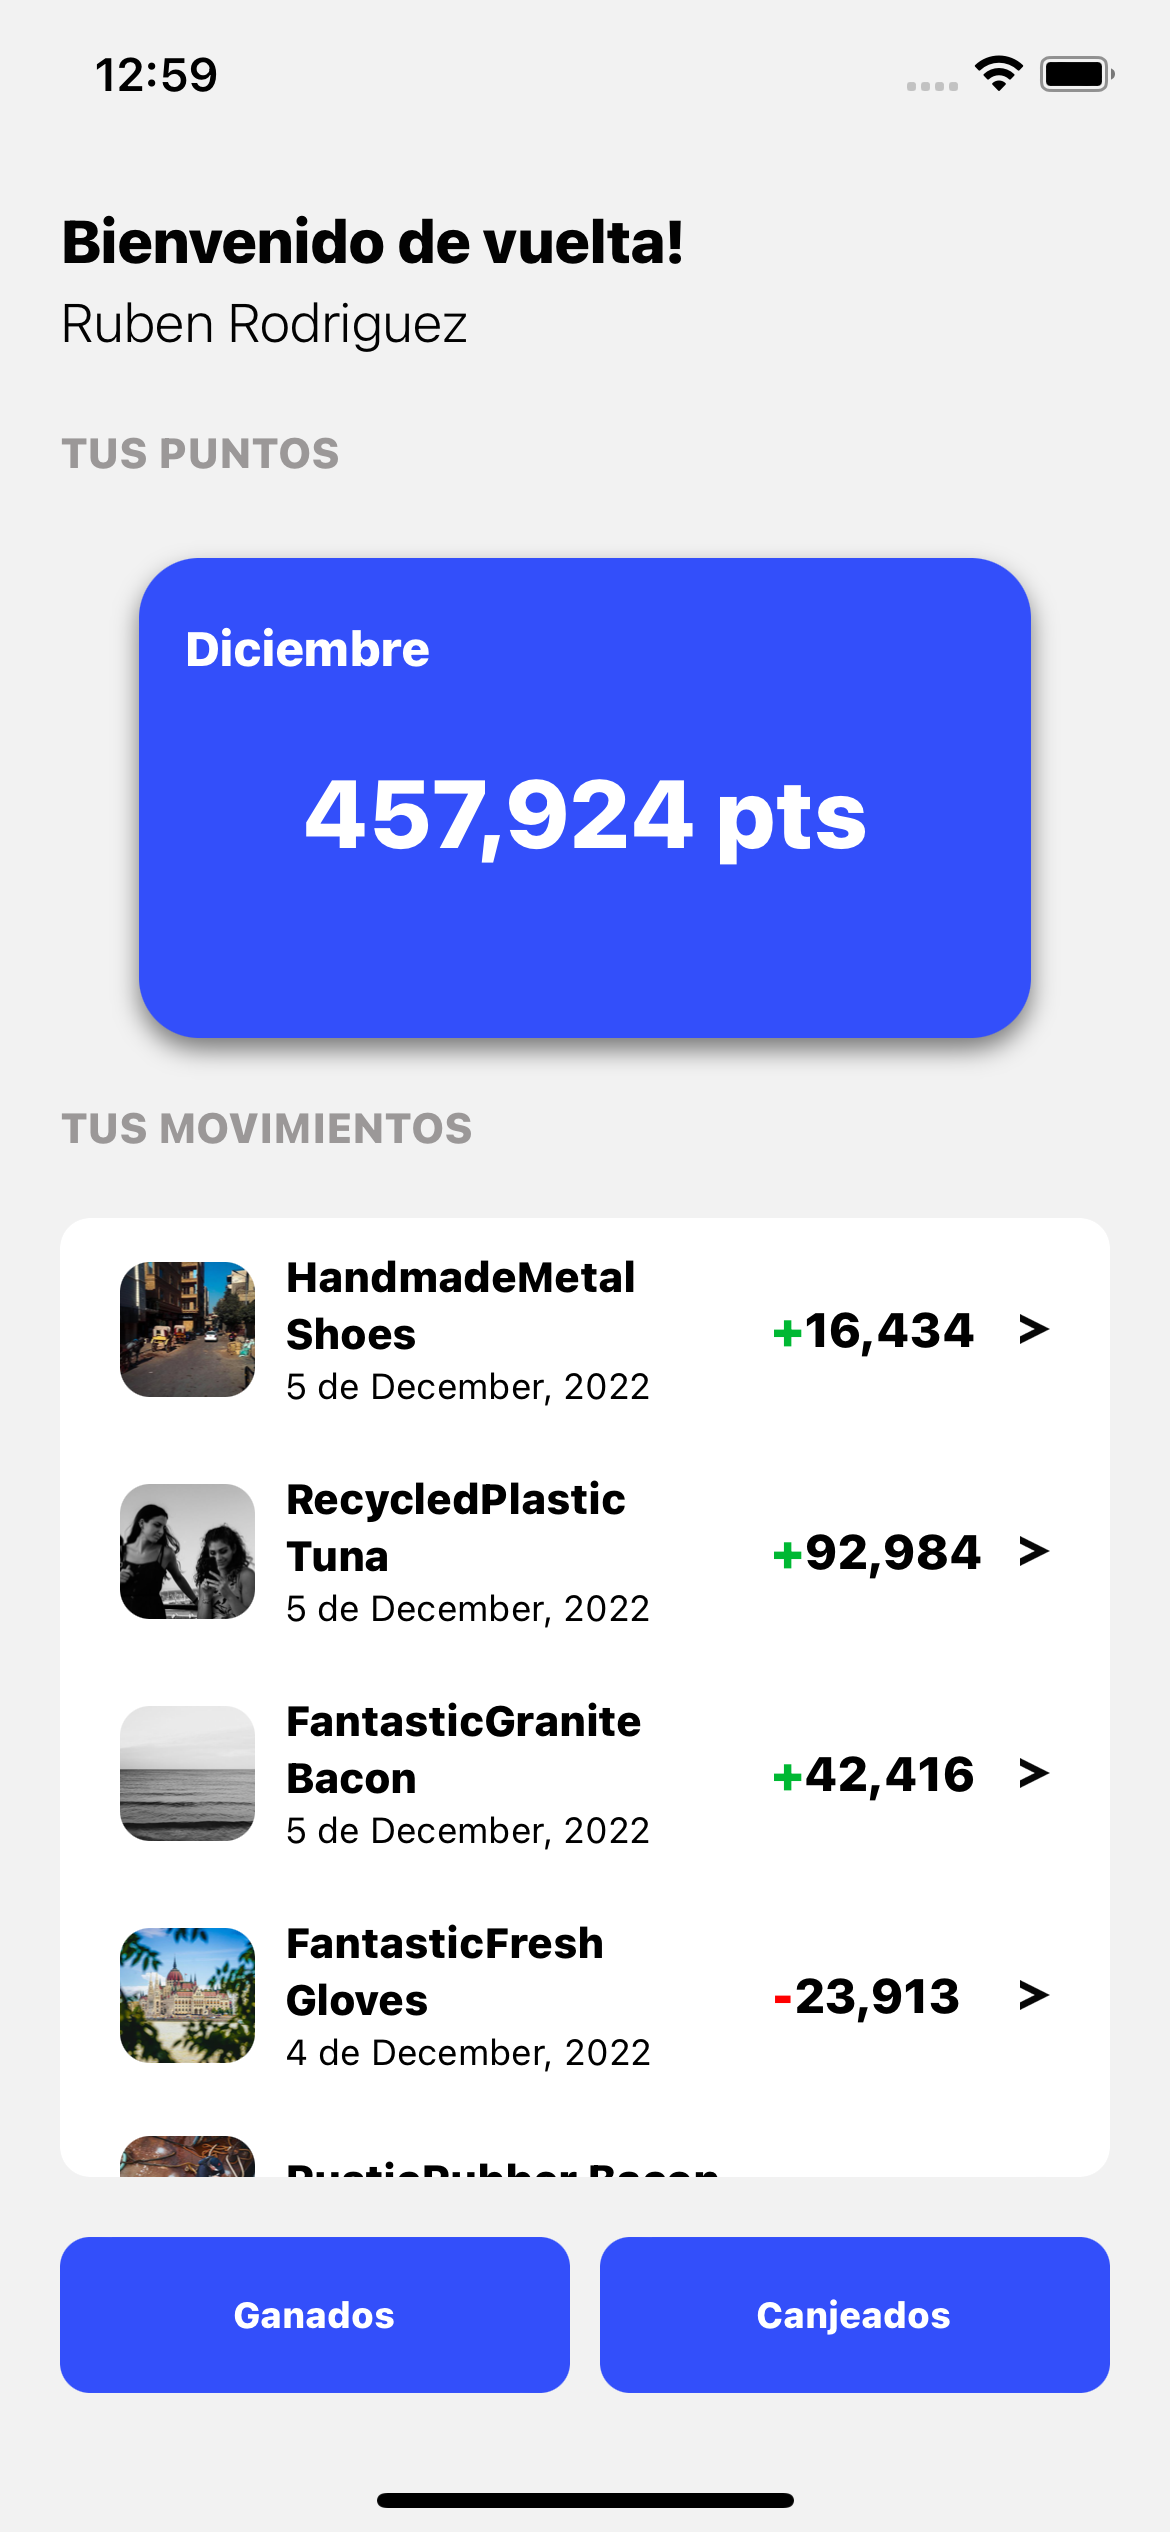 12:59
Bienvenido de vuelta!
Ruben Rodriguez
TUS PUNTOS
Diciembre
457,924 pts
TUS MOVIMIENTOS
HandmadeMetal
Shoes
5 de December, 2022
+16,434 >
RecycledPlastic
Tuna
5 de December, 2022
+92,984 >
FantasticGranite
Bacon
5 de December, 2022
+42,416 >
FantasticFresh
Gloves
4 de December, 2022
-23,913 >
RusticRubber Bacon
Ganados
Canjeados